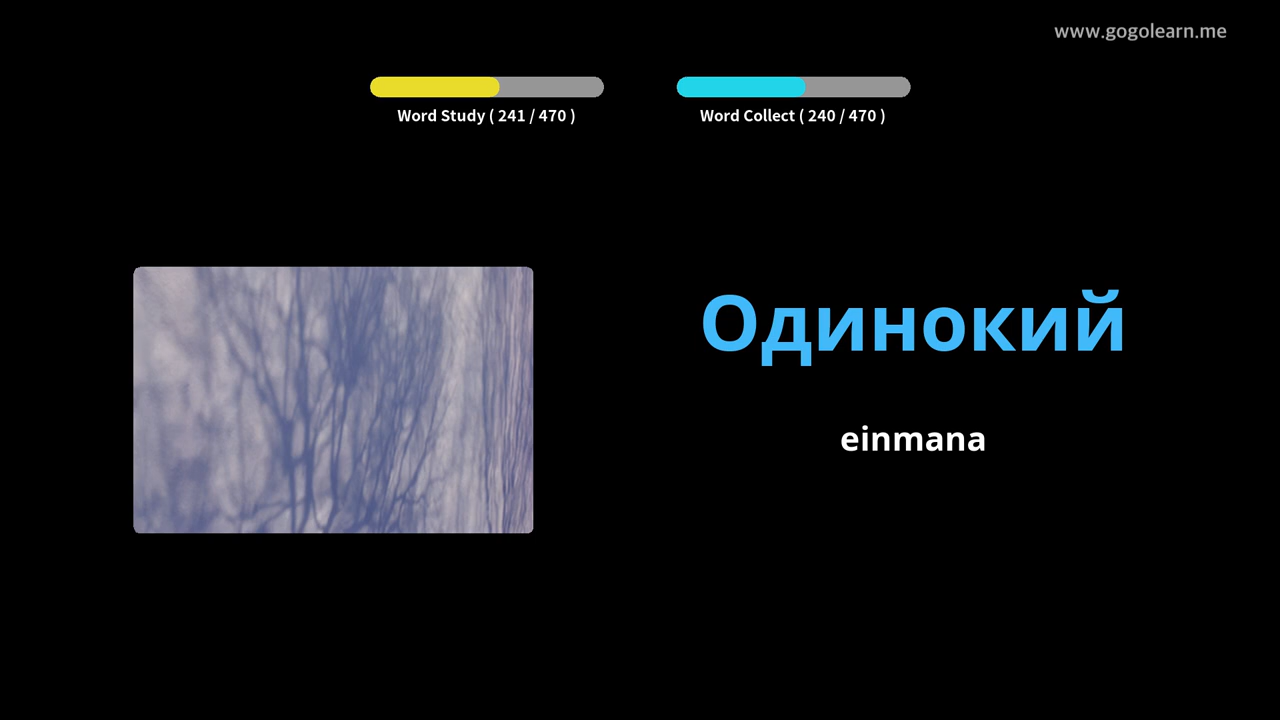 www.gogolearn.me
Word Study ( 241 / 470 )
Word Collect ( 240 / 470 )
Одинокий
einmana